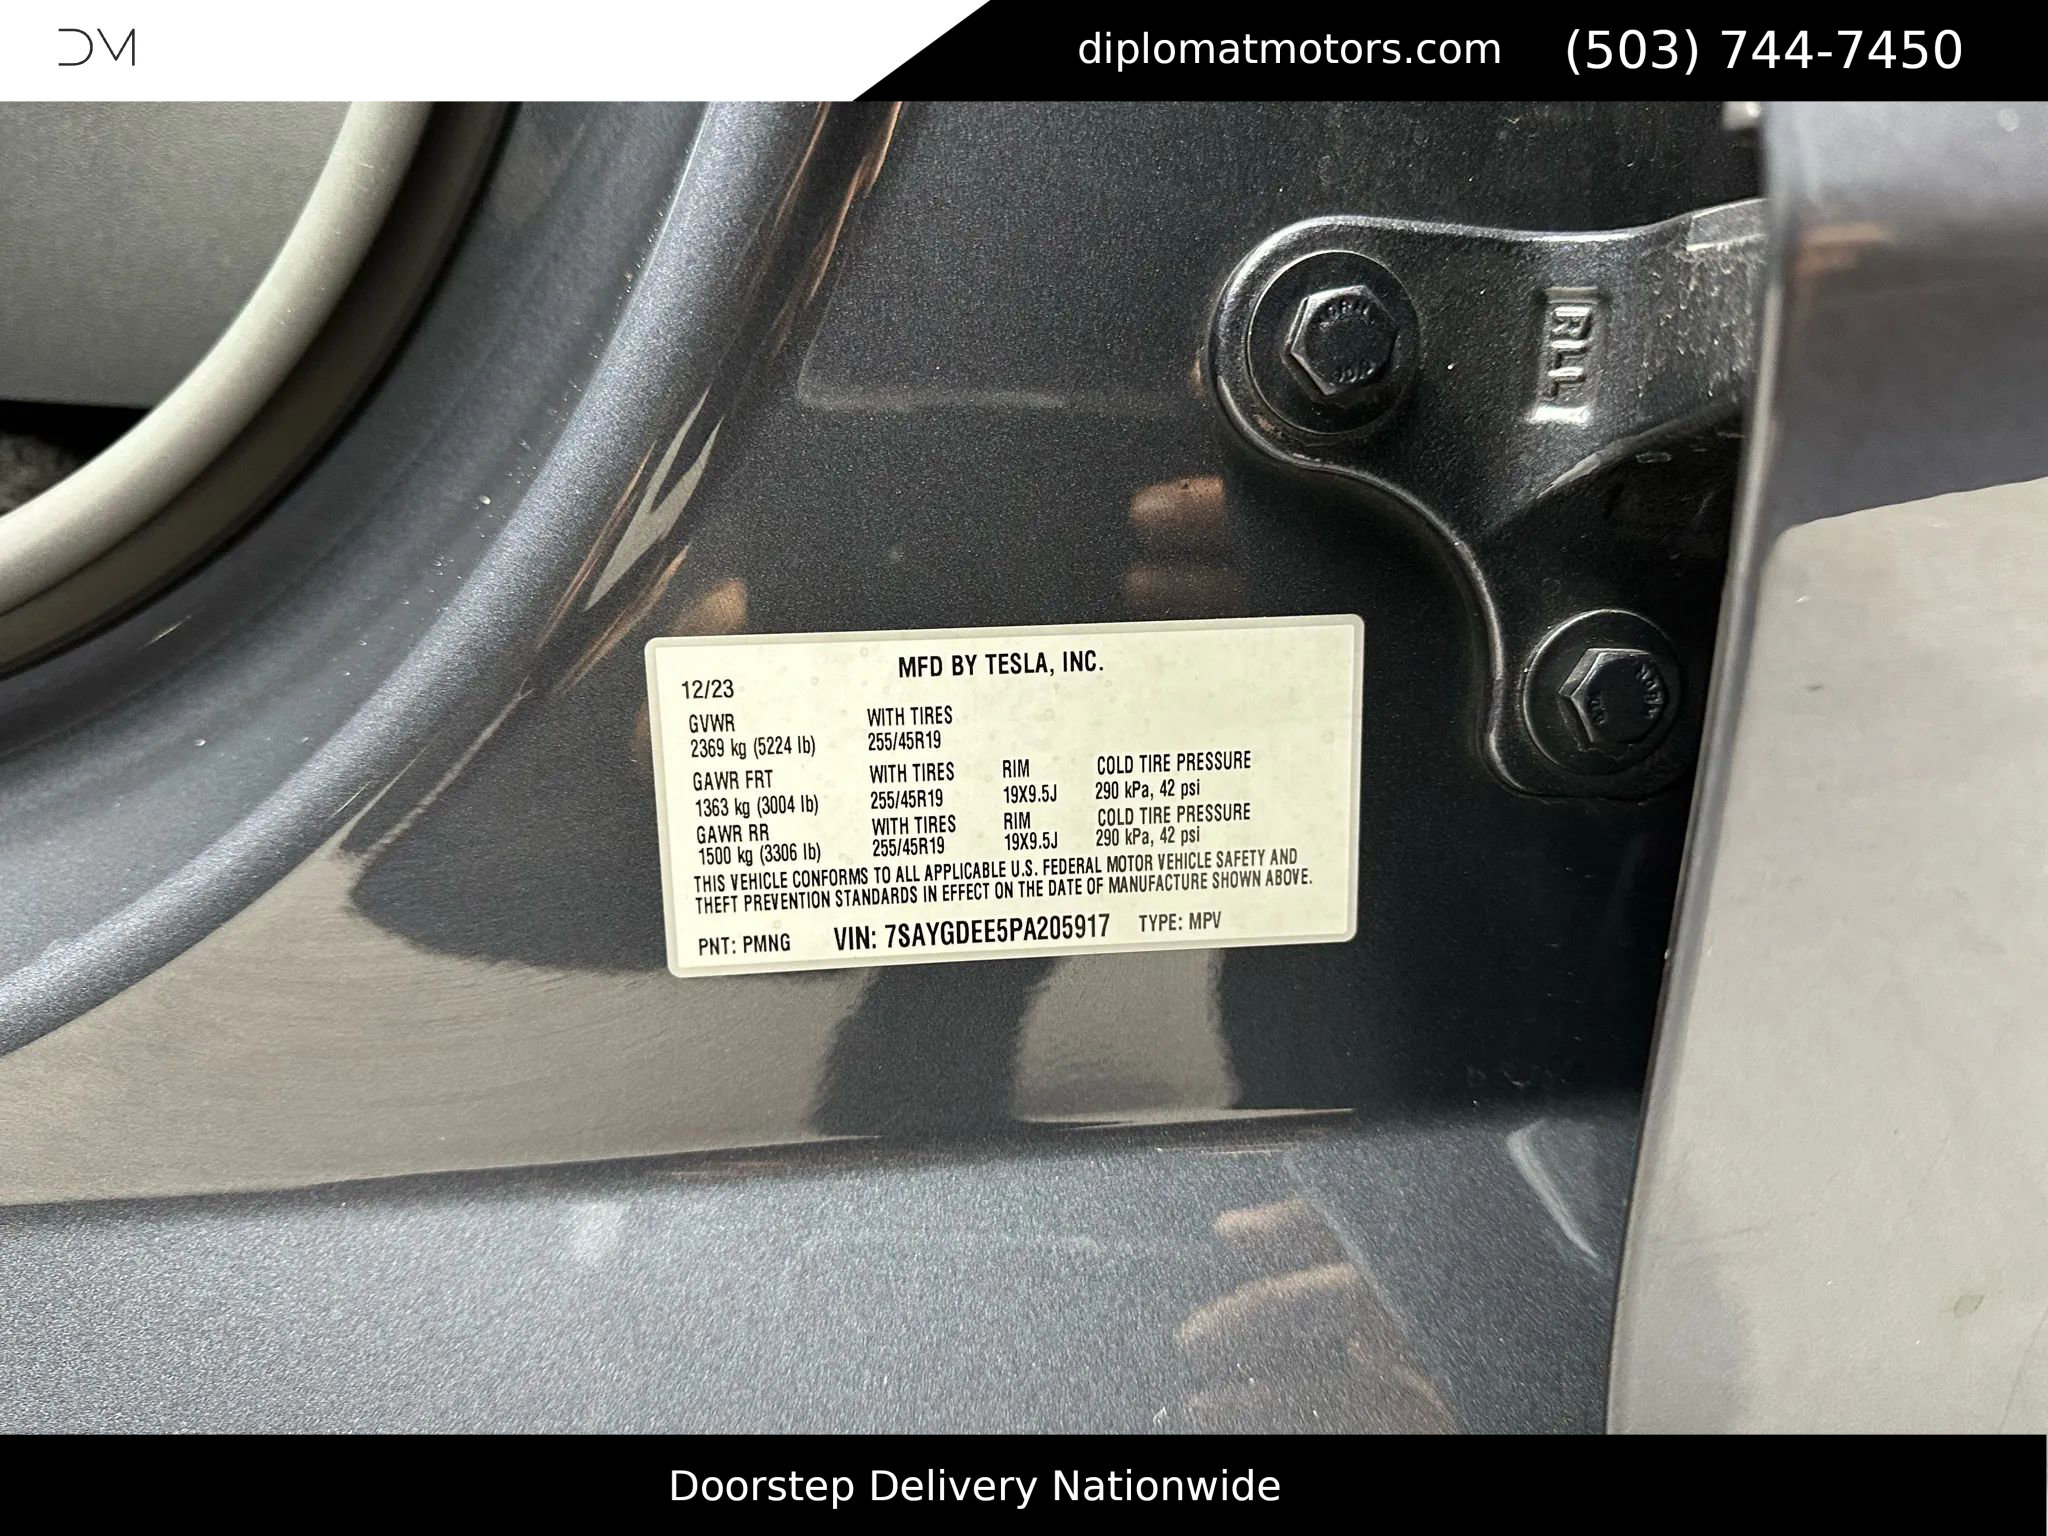 DM
diplomatmotors.com (503) 744-7450
RLL
MFD BY TESLA, INC.
12/23
GVWR WITH TIRES
2369 kg (5224 lb) 255/45R19
GAWR FRT WITH TIRES RIM COLD TIRE PRESSURE
1363 kg (3004 lb) 255/45R19 19X9.5J 290 kPa, 42 psi
GAWR RR WITH TIRES RIM COLD TIRE PRESSURE
1500 kg (3306 lb) 255/45R19 19X9.5J 290 kPa, 42 psi
THIS VEHICLE CONFORMS TO ALL APPLICABLE U.S. FEDERAL MOTOR VEHICLE SAFETY AND
THEFT PREVENTION STANDARDS IN EFFECT ON THE DATE OF MANUFACTURE SHOWN ABOVE.
PNT: PMNG VIN: 7SAYGDEE5PA205917 TYPE: MPV
Doorstep Delivery Nationwide